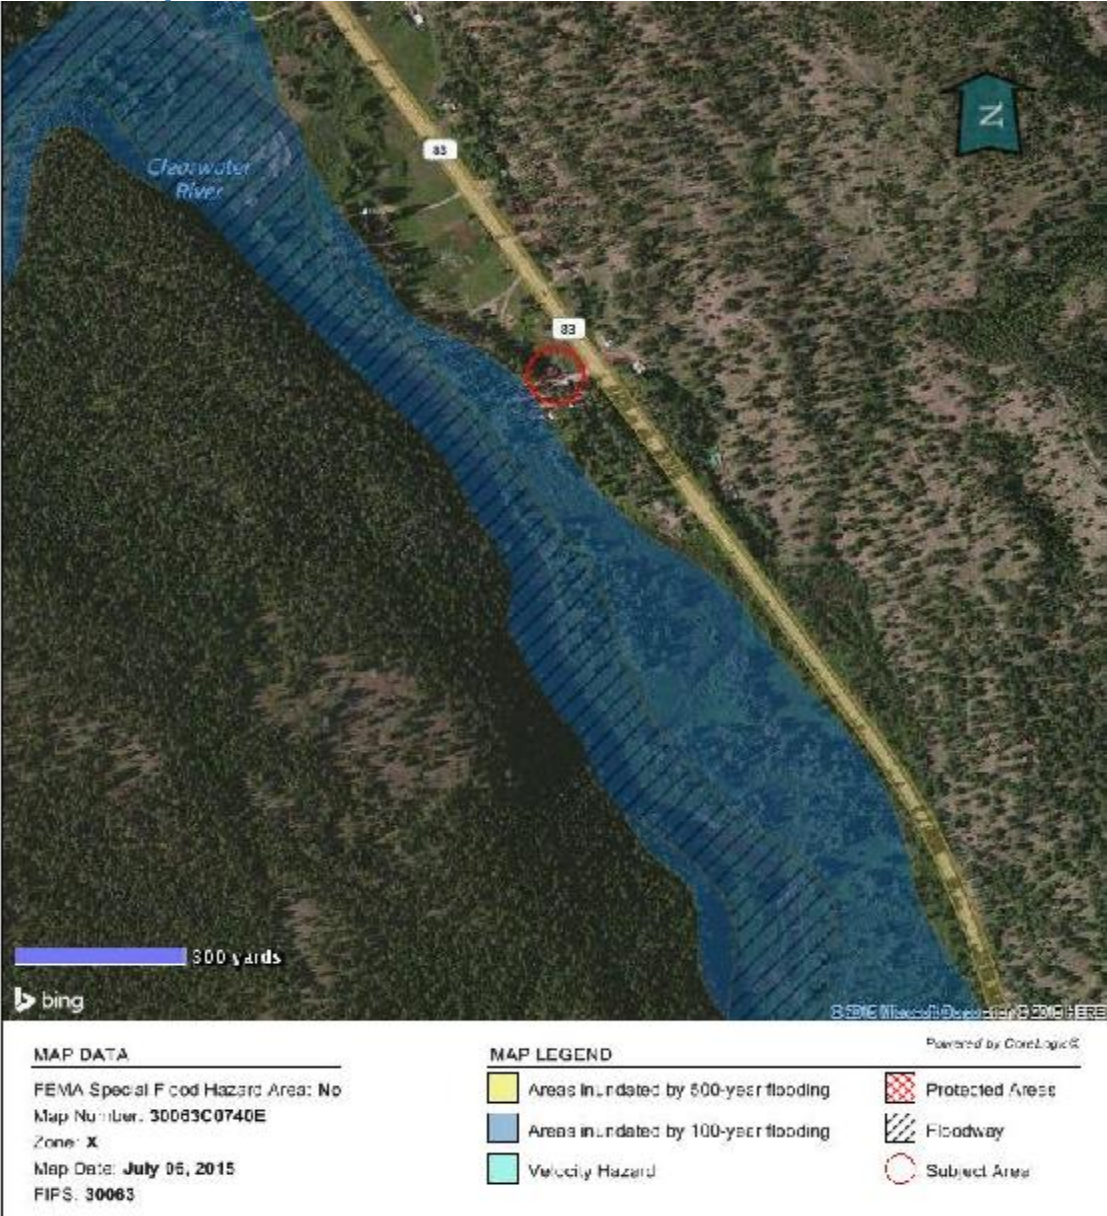 N
83
Clearwater
River
83
300 yards
bing
Powered by CoreLogic®
MAP DATA
FEMA Special Flood Hazard Area: No
Map Number: 30063C0740E
Zone: X
Map Date: July 06, 2015
FIPS: 30063
MAP LEGEND
Areas inundated by 500-year flooding
Areas inundated by 100-year flooding
Velocity Hazard
Protected Areas
Floodway
Subject Area